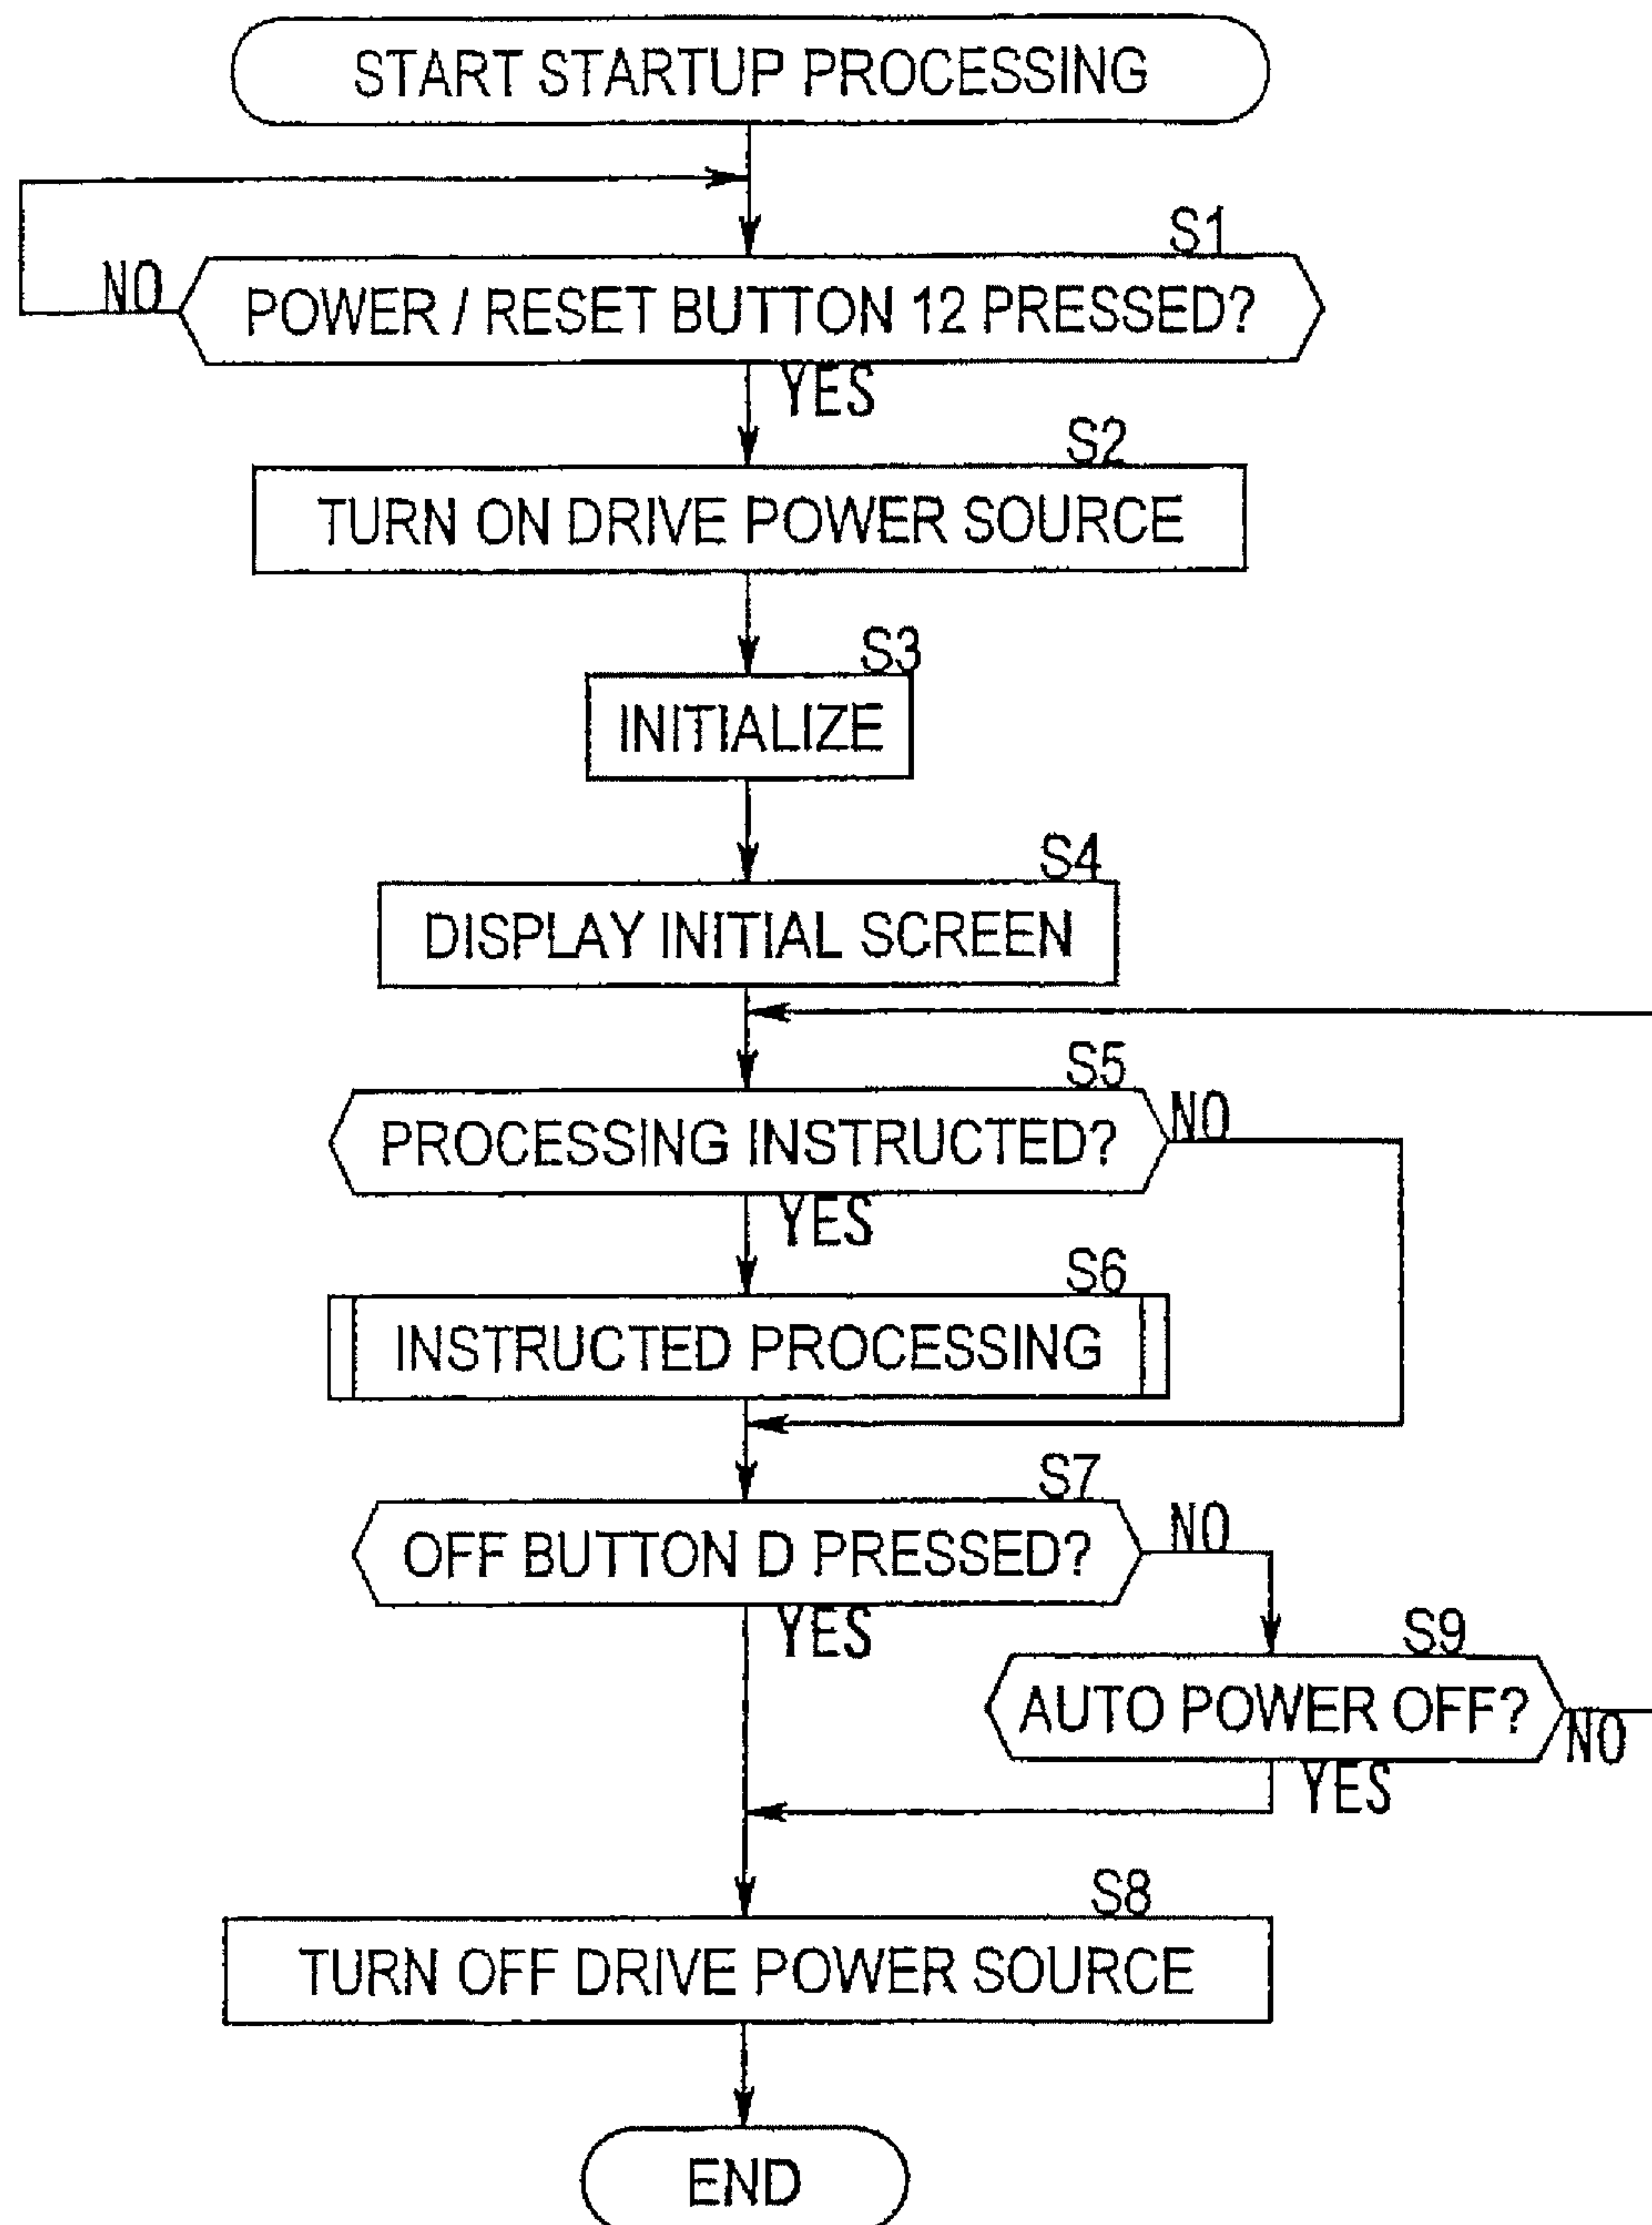 START STARTUP PROCESSING
S1
NO
POWER / RESET BUTTON 12 PRESSED?
YES
S2
TURN ON DRIVE POWER SOURCE
S3
INITIALIZE
S4
DISPLAY INITIAL SCREEN
S5
PROCESSING INSTRUCTED?
NO
YES
S6
INSTRUCTED PROCESSING
S7
OFF BUTTON D PRESSED?
NO
YES
S9
AUTO POWER OFF?
NO
YES
S8
TURN OFF DRIVE POWER SOURCE
END